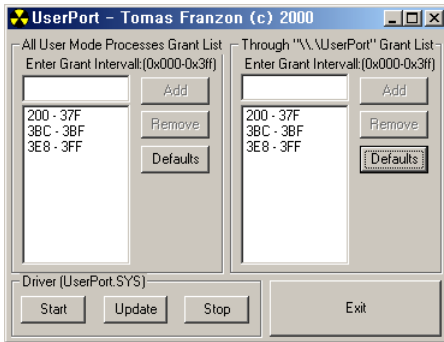 UserPort - Tomas Franzon (c) 2000
All User Mode Processes Grant List
Enter Grant Intervall:(0x000-0x3ff)
Add
200 - 37F
3BC - 3BF
3E8 - 3FF
Remove
Defaults
Through "\\.\UserPort" Grant List
Enter Grant Intervall:(0x000-0x3ff)
Add
200 - 37F
3BC - 3BF
3E8 - 3FF
Remove
Defaults
Driver (UserPort.SYS)
Start Update Stop
Exit